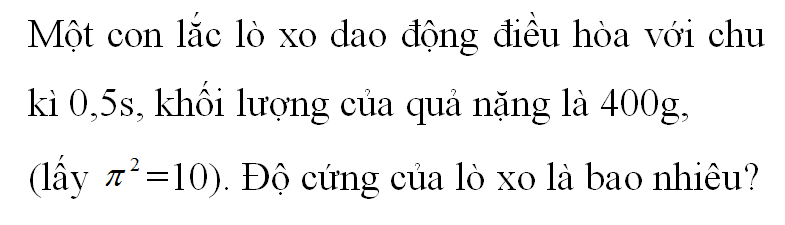 Một con lắc lò xo dao động điều hòa với chu
kì 0,5s, khối lượng của quả nặng là 400g,
(lấy π²=10). Độ cứng của lò xo là bao nhiêu?